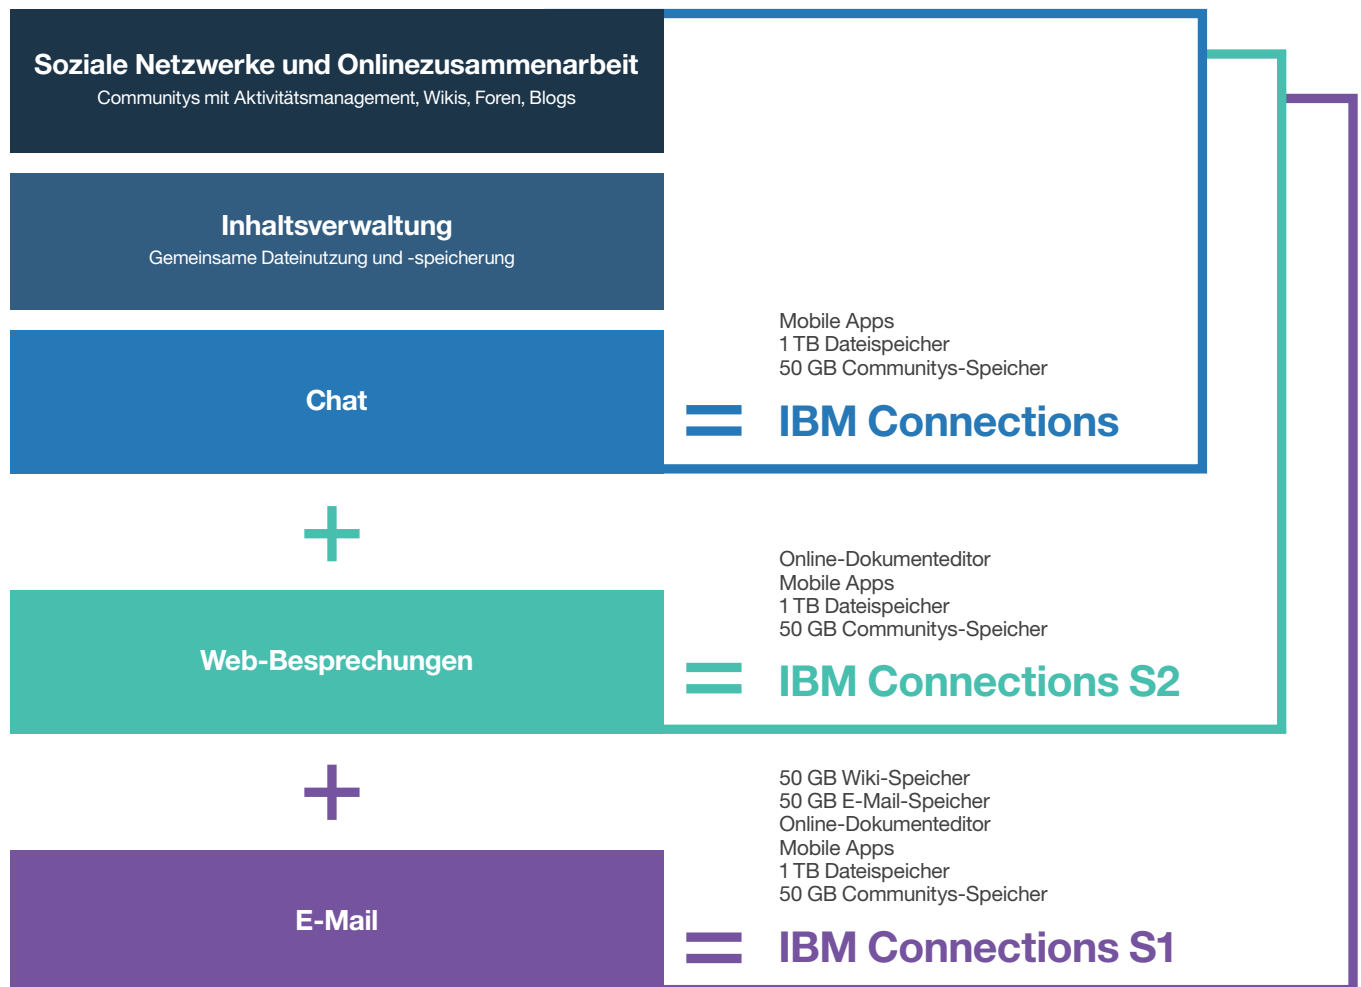 Soziale Netzwerke und Onlinezusammenarbeit
Communitys mit Aktivitätsmanagement, Wikis, Foren, Blogs
Inhaltsverwaltung
Gemeinsame Dateinutzung und -speicherung
Chat
Mobile Apps
1 TB Dateispeicher
50 GB Communitys-Speicher
= IBM Connections
+
Web-Besprechungen
Online-Dokumenteditor
Mobile Apps
1 TB Dateispeicher
50 GB Communitys-Speicher
= IBM Connections S2
+
E-Mail
50 GB Wiki-Speicher
50 GB E-Mail-Speicher
Online-Dokumenteditor
Mobile Apps
1 TB Dateispeicher
50 GB Communitys-Speicher
= IBM Connections S1